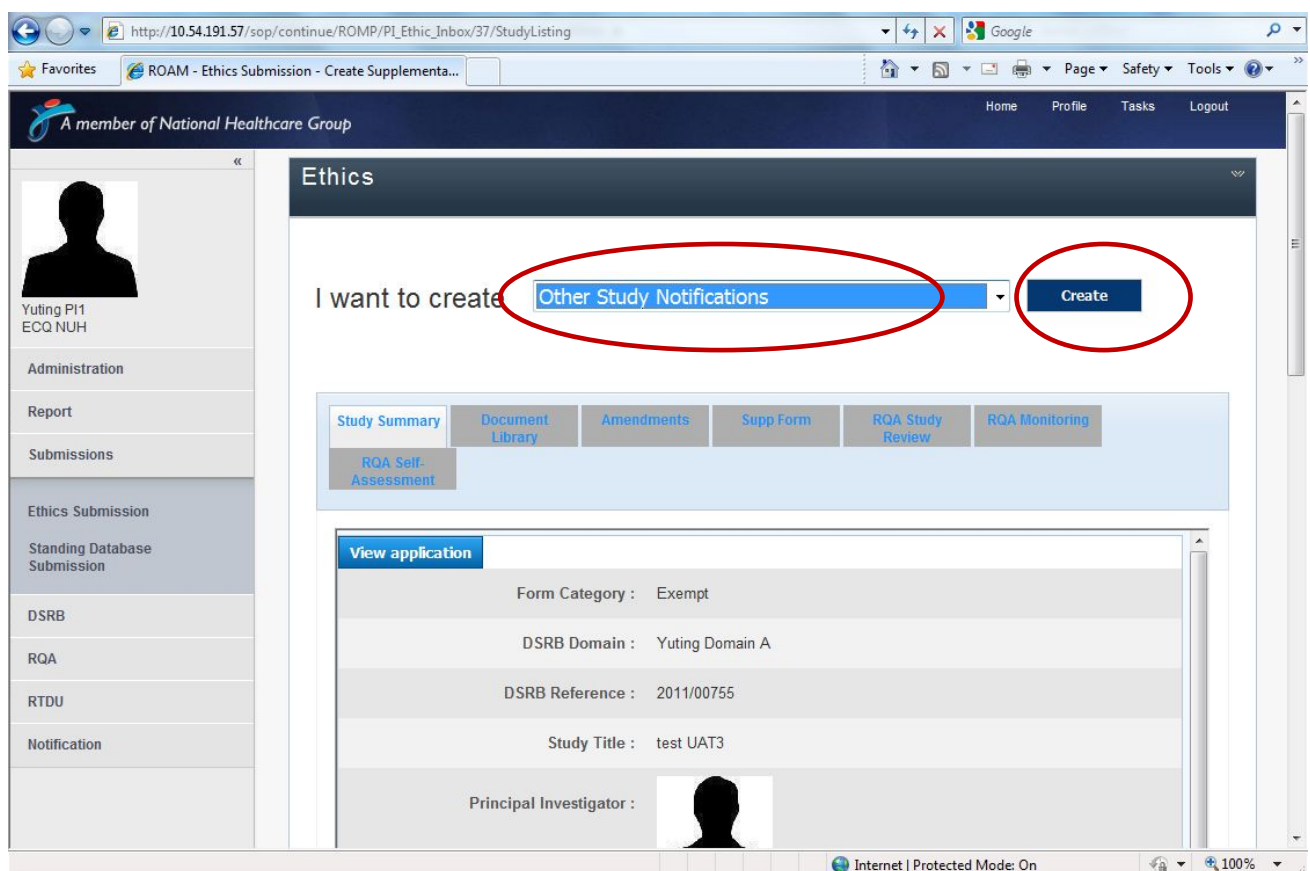 http://10.54.191.57/sop/continue/ROMP/PI_Ethic_Inbox/37/StudyListing
Google
Favorites
ROAM - Ethics Submission - Create Supplementa...
Page
Safety
Tools
A member of National Healthcare Group
Home
Profile
Tasks
Logout
«
Yuting PI1
ECQ NUH
Administration
Report
Submissions
Ethics Submission
Standing Database
Submission
DSRB
RQA
RTDU
Notification
Ethics
I want to create
Other Study Notifications
Create
Study Summary
Document
Library
Amendments
Supp Form
RQA Study
Review
RQA Monitoring
RQA Self-
Assessment
View application
Form Category : Exempt
DSRB Domain : Yuting Domain A
DSRB Reference : 2011/00755
Study Title : test UAT3
Principal Investigator :
Internet | Protected Mode: On
100%